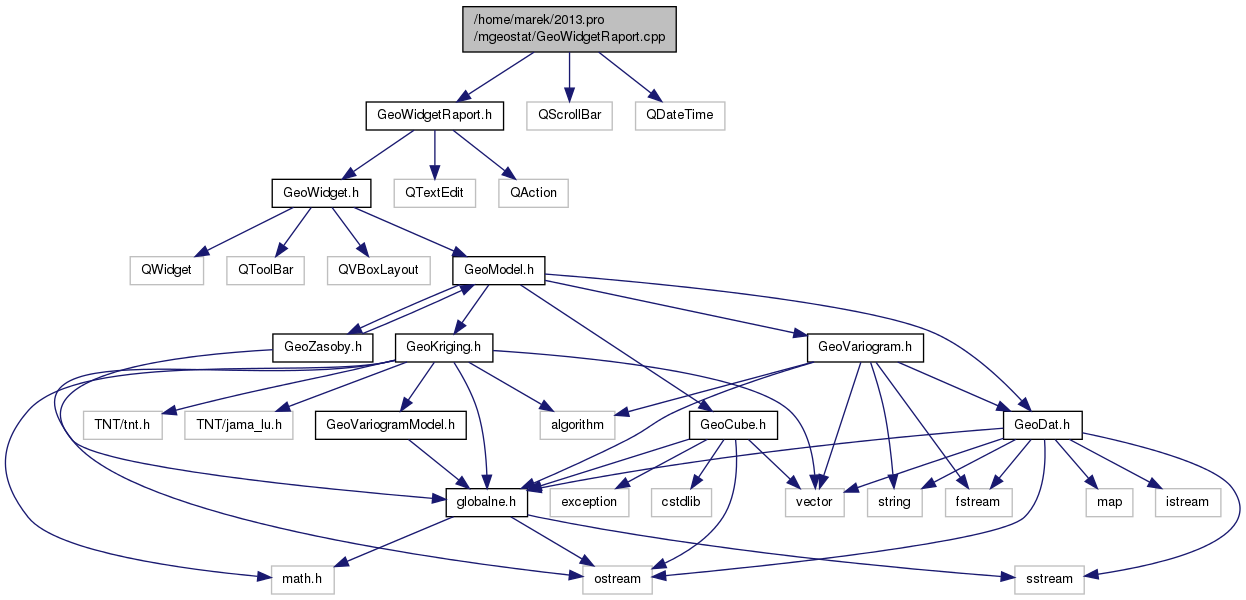 /home/marek/2013.pro
/mgeostat/GeoWidgetRaport.cpp
GeoWidgetRaport.h
QScrollBar
QDateTime
GeoWidget.h
QTextEdit
QAction
QWidget
QToolBar
QVBoxLayout
GeoModel.h
GeoZasoby.h
GeoKriging.h
GeoVariogram.h
TNT/tnt.h
TNT/jama_lu.h
GeoVariogramModel.h
algorithm
GeoCube.h
GeoDat.h
globalne.h
exception
cstdlib
vector
string
fstream
map
istream
math.h
ostream
sstream